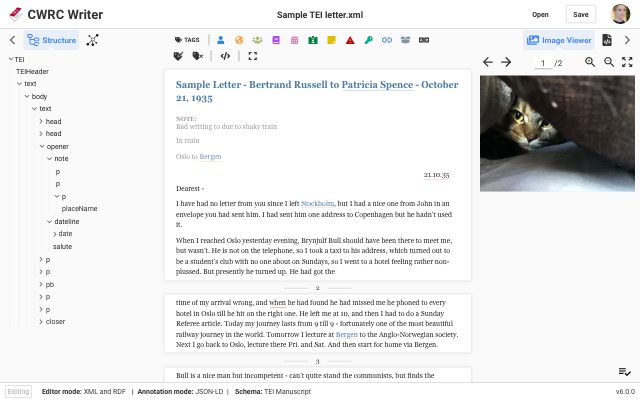 CWRC Writer
Sample TEI letter.xml
Open
Save
Structure
TAGS
Image Viewer
1 /2
TEI
TEIHeader
text
body
text
head
head
opener
note
p
p
p
placeName
dateline
date
salute
p
p
pb
p
p
closer
Sample Letter - Bertrand Russell to Patricia Spence - October
21, 1935
NOTE:
Bad writing to due to shaky train
In train
Oslo to Bergen
21.10.35
Dearest -
I have had no letter from you since I left Stockholm, but I had a nice one from John in an
envelope you had sent him. I had sent him one address to Copenhagen but he hadn't used
it.
When I reached Oslo yesterday evening, Brynjulf Bull should have been there to meet me,
but wasn't. He is not on the telephone, so I took a taxi to his address, which turned out to
be a student's club with no one about on Sundays, so I went to a hotel feeling rather non-
plussed. But presently he turned up. He had got the
2
time of my arrival wrong, and when he had found he had missed me he phoned to every
hotel in Oslo till he hit on the right one. He left me at 10, and then I had to do a Sunday
Referee article. Today my journey lasts from 9 till 9 - fortunately one of the most beautiful
railway journey in the world. Tomorrow I lecture at Bergen to the Anglo-Norwegian society.
Next I go back to Oslo, lecture there Fri. and Sat. And then start for home via Bergen.
3
Bull is a nice man but incompetent - can't quite stand the communists, but finds the
Editing
Editor mode: XML and RDF | Annotation mode: JSON-LD | Schema: TEI Manuscript
v6.0.0